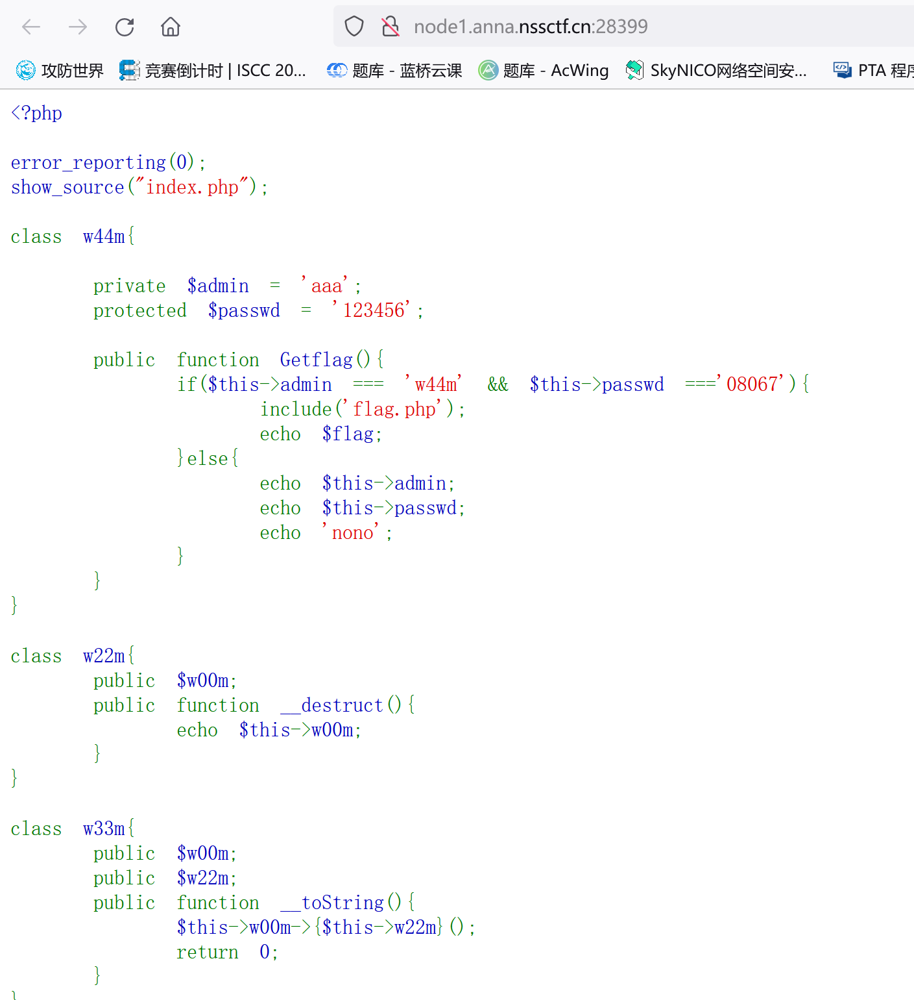 node1.anna.nssctf.cn:28399
攻防世界 竞赛倒计时 | ISCC 20... 题库 - 蓝桥云课 题库 - AcWing SkyNICO网络空间安... PTA 程序
<?php
error_reporting(0);
show_source("index.php");
class w44m{
private $admin = 'aaa';
protected $passwd = '123456';
public function Getflag(){
if($this->admin === 'w44m' && $this->passwd ==='08067'){
include('flag.php');
echo $flag;
}else{
echo $this->admin;
echo $this->passwd;
echo 'nono';
}
}
}
class w22m{
public $w00m;
public function __destruct(){
echo $this->w00m;
}
}
class w33m{
public $w00m;
public $w22m;
public function __toString(){
$this->w00m->{$this->w22m}();
return 0;
}
}